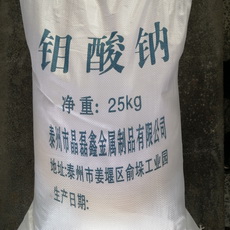 钼酸钠
净重: 25kg
泰州市晶磊鑫金属制品有限公司
地址:泰州市姜堰区俞垛工业园
生产日期: